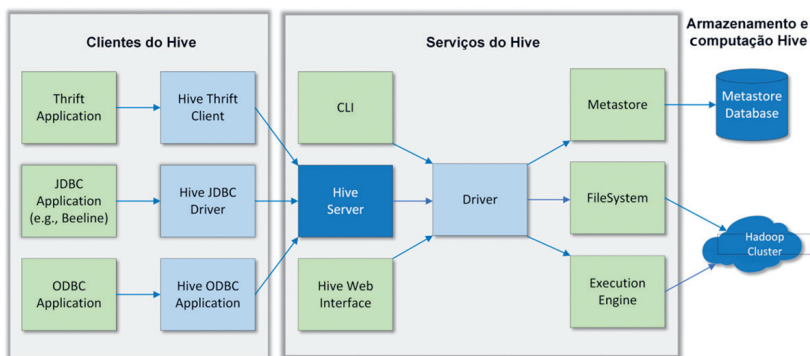 Clientes do Hive
Thrift
Application
Hive Thrift
Client
JDBC
Application
(e.g., Beeline)
Hive JDBC
Driver
ODBC
Application
Hive ODBC
Application
Serviços do Hive
CLI
Hive
Server
Hive Web
Interface
Driver
Metastore
FileSystem
Execution
Engine
Armazenamento e
computação Hive
Metastore
Database
Hadoop
Cluster